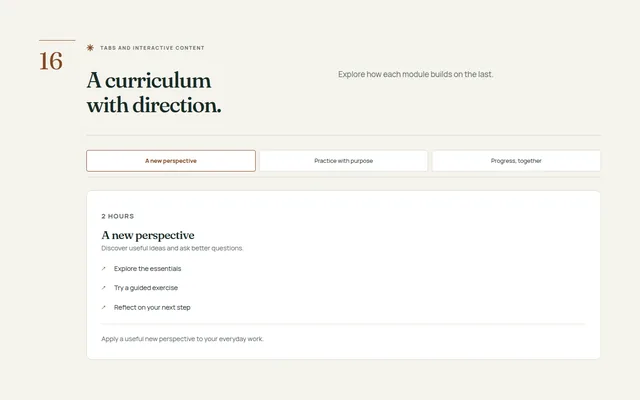 16
TABS AND INTERACTIVE CONTENT
A curriculum
with direction.
Explore how each module builds on the last.
A new perspective
Practice with purpose
Progress, together
2 HOURS
A new perspective
Discover useful ideas and ask better questions.
Explore the essentials
Try a guided exercise
Reflect on your next step
Apply a useful new perspective to your everyday work.